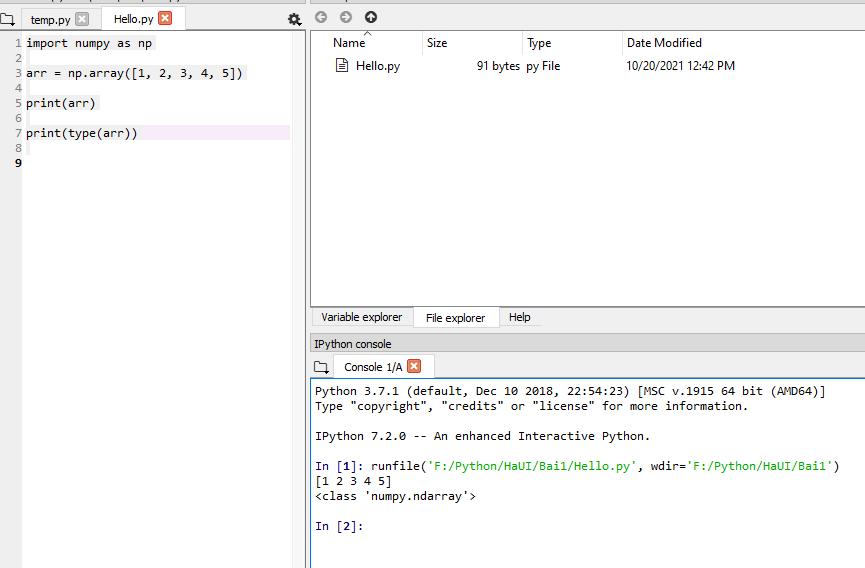 temp.py
Hello.py
1 import numpy as np
2
3 arr = np.array([1, 2, 3, 4, 5])
4
5 print(arr)
6
7 print(type(arr))
8
9
Name Size Type Date Modified
Hello.py 91 bytes py File 10/20/2021 12:42 PM
Variable explorer File explorer Help
IPython console
Console 1/A
Python 3.7.1 (default, Dec 10 2018, 22:54:23) [MSC v.1915 64 bit (AMD64)]
Type "copyright", "credits" or "license" for more information.
IPython 7.2.0 -- An enhanced Interactive Python.
In [1]: runfile('F:/Python/HaUI/Bai1/Hello.py', wdir='F:/Python/HaUI/Bai1')
[1 2 3 4 5]
<class 'numpy.ndarray'>
In [2]: